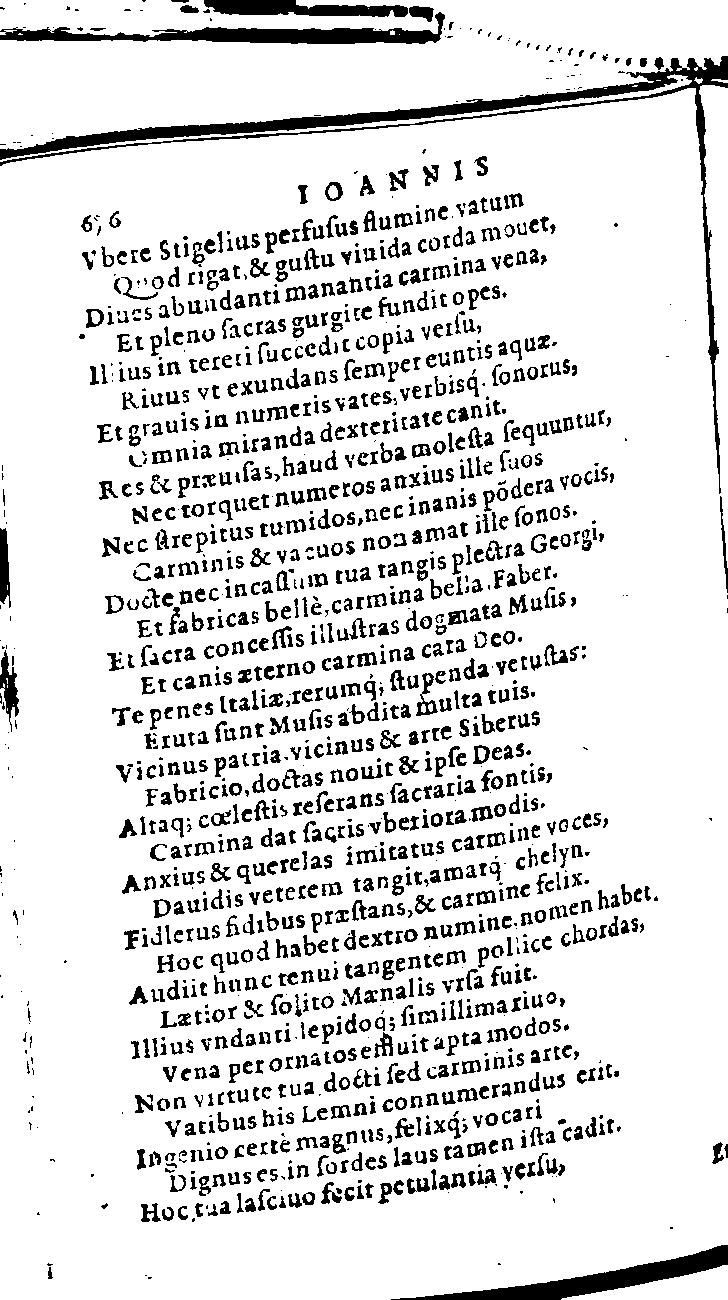 656
IOANNIS
Vbere Stigelius perfuſus flumine vatum
Quod rigat, & guſtu viuida corda mouet,
Diues abundanti manantia carmina vena,
Et pleno ſacras gurgite fundit opes.
Illius in tereti ſuccedit copia verſu,
Riuus vt exundans ſemper euntis aquæ.
Et grauis in numeris vates, verbisq́. ſonorus,
Omnia miranda dexteritate canit.
Res & præuiſas, haud verba moleſta ſequuntur,
Nec torquet numeros anxius ille ſuos
Nec ſtrepitus tumidos, nec inanis põdera vocis,
Carminis & vacuos non amat ille ſonos.
Docte, nec incaſſum tua tangis plectra Georgi,
Et fabricas bellè, carmina bella, Faber.
Et ſacra conceſſis illuſtras dogmata Muſis,
Et canis æterno carmina cara Deo.
Te penes Italiæ, rerumq́; ſtupenda vetuſtas:
Eruta ſunt Muſis abdita multa tuis.
Vicinus patria, vicinus & arte Siberus
Fabricio, doctas nouit & ipſe Deas.
Altaq; cœleſtis reſerans ſacraria fontis,
Carmina dat ſacris vberiora modis.
Anxius & querelas imitatus carmine voces,
Dauidis veterem tangit, amatq́ chelyn.
Fidlerus fidibus præſtans, & carmine felix.
Hoc quod habet dextro numine, nomen habet.
Audiit hunc tenui tangentem pollice chordas,
Lætior & ſolito Mænalis vrſa fuit.
Illius vndanti lepidoq́; ſimillima riuo,
Vena per ornatos emuit apta modos.
Non virtute tua, docti ſed carminis arte,
Vatibus his Lemni connumerandus erit.
Ingenio certè magnus, felixq́; vocari
Dignus es, in ſordes laus tamen iſta cadit.
Hoc tua laſciuo fecit petulantia verſu,